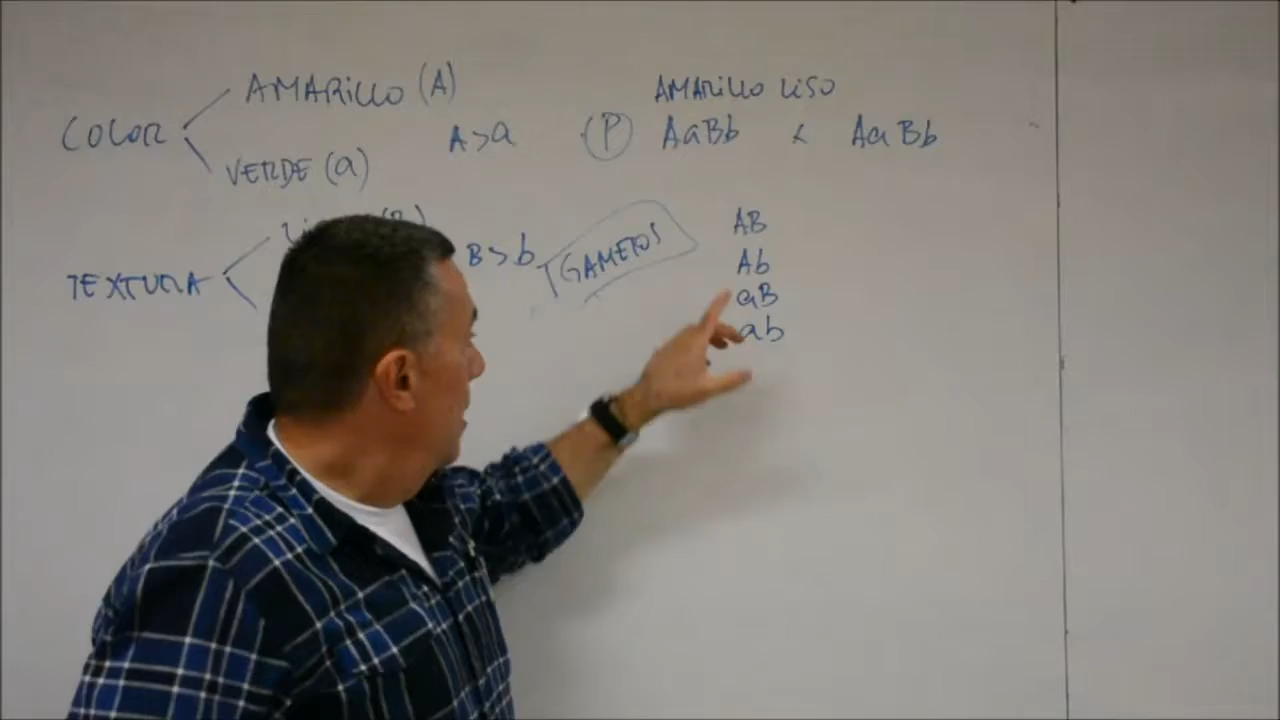 COLOR
AMARILLO (A)
VERDE (a)
A>a
AMARILLO LISO
(P) AaBb × AaBb
TEXTURA
B>b
GAMETOS
AB
Ab
aB
ab